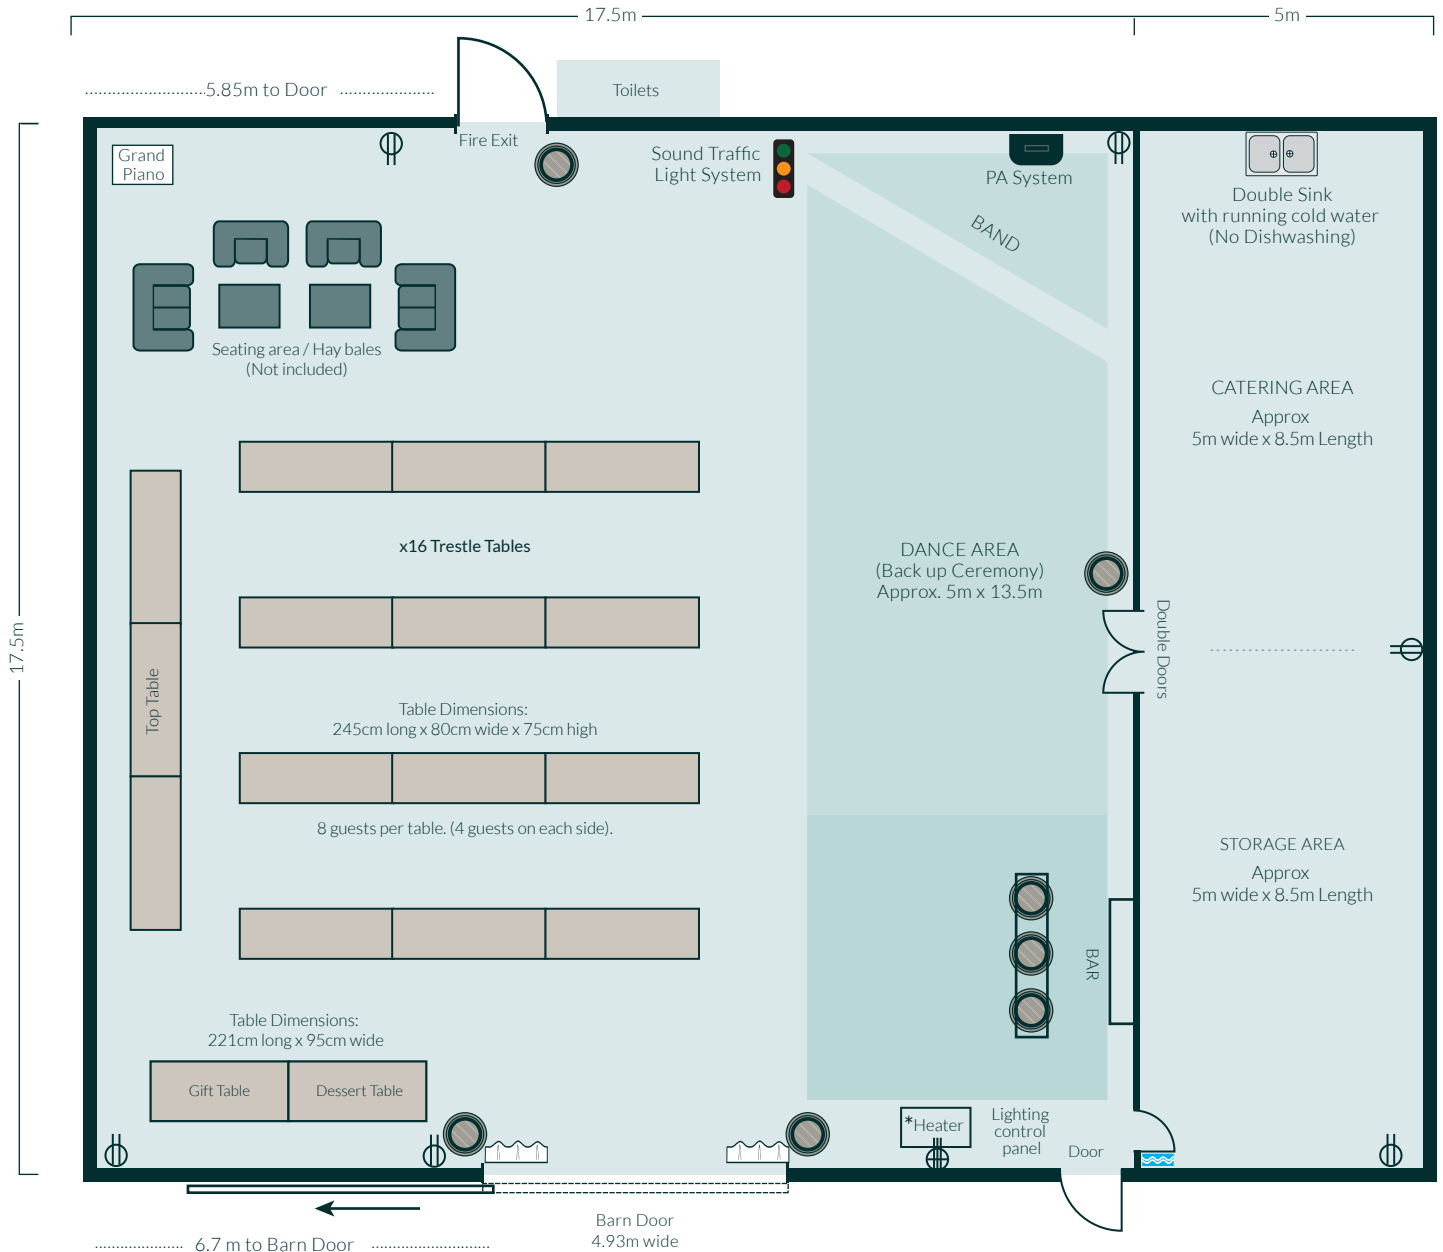 17.5m
5m
5.85m to Door
Toilets
Fire Exit
Grand
Piano
Sound Traffic
Light System
PA System
BAND
Double Sink
with running cold water
(No Dishwashing)
Seating area / Hay bales
(Not included)
CATERING AREA
Approx
5m wide x 8.5m Length
x16 Trestle Tables
DANCE AREA
(Back up Ceremony)
Approx. 5m x 13.5m
Double Doors
17.5m
Top Table
Table Dimensions:
245cm long x 80cm wide x 75cm high
8 guests per table. (4 guests on each side).
STORAGE AREA
Approx
5m wide x 8.5m Length
BAR
Table Dimensions:
221cm long x 95cm wide
Gift Table
Dessert Table
*Heater
Lighting
control
panel
Door
Barn Door
4.93m wide
6.7 m to Barn Door